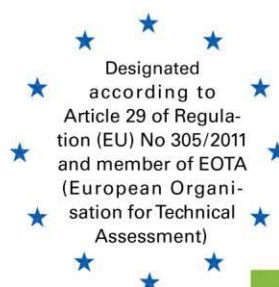 Designated
according to
Article 29 of Regula-
tion (EU) No 305/2011
and member of EOTA
(European Organi-
sation for Technical
Assessment)